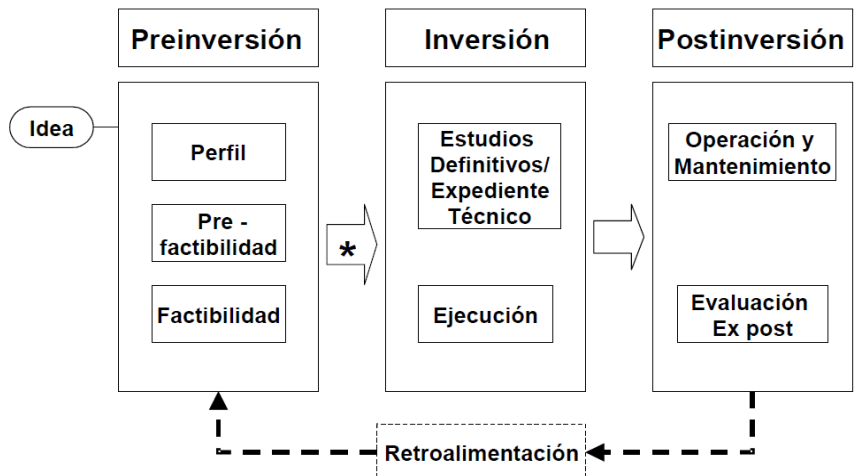 Preinversión
Inversión
Postinversión
Idea
Perfil
Pre -
factibilidad
Factibilidad
*
Estudios
Definitivos/
Expediente
Técnico
Ejecución
Operación y
Mantenimiento
Evaluación
Ex post
Retroalimentación